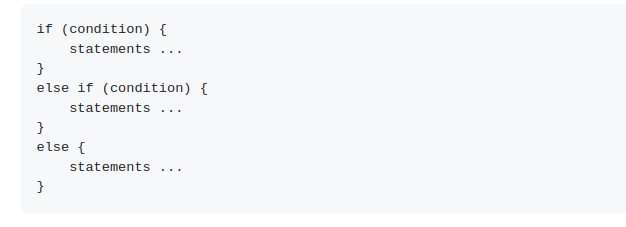 if (condition) {
    statements ...
}
else if (condition) {
    statements ...
}
else {
    statements ...
}